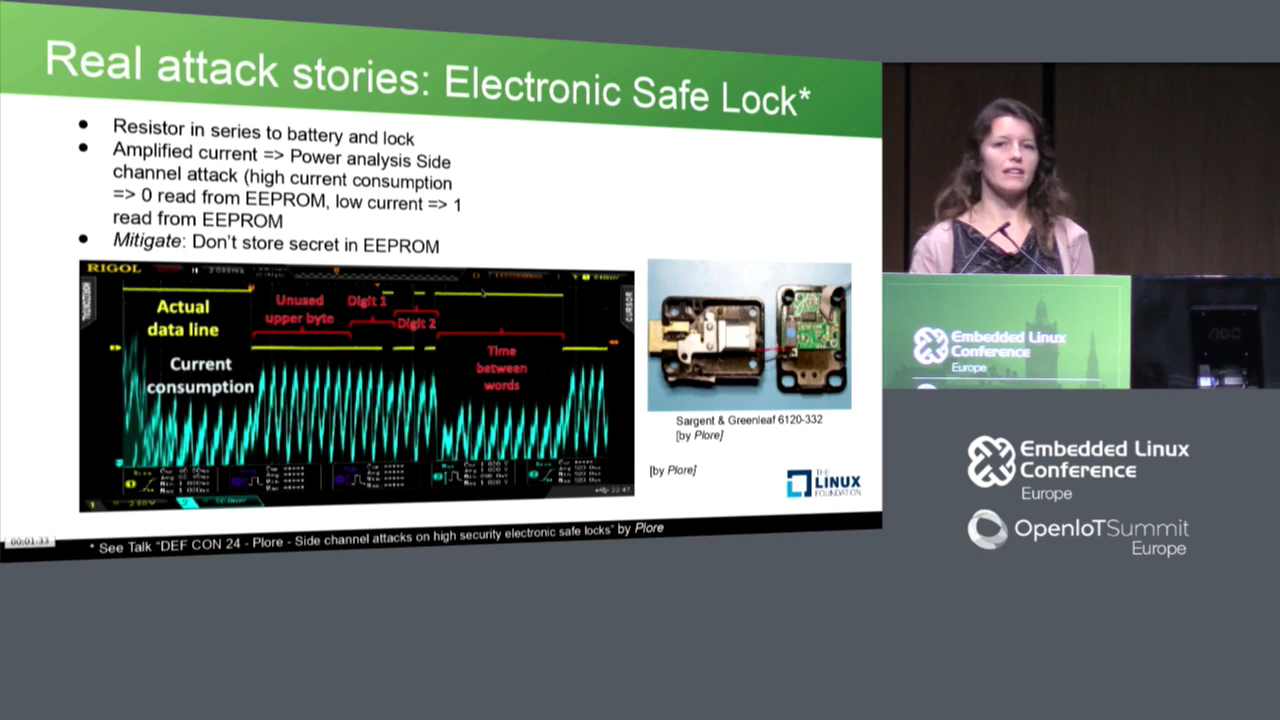 Real attack stories: Electronic Safe Lock*
● Resistor in series to battery and lock
● Amplified current => Power analysis Side
channel attack (high current consumption
=> 0 read from EEPROM, low current => 1
read from EEPROM
● Mitigate: Don't store secret in EEPROM
RIGOL
CURSOR
Actual
data line
Unused
upper byte
Digit 1
Digit 2
Current
consumption
Time
between
words
Sargent & Greenleaf 6120-332
[by Plore]
[by Plore]
THE
LINUX
FOUNDATION
00:01:33
* See Talk "DEF CON 24 - Plore - Side channel attacks on high security electronic safe locks" by Plore
Embedded Linux
Conference
Europe
AOC
Embedded Linux
Conference
Europe
OpenIoTSummit
Europe